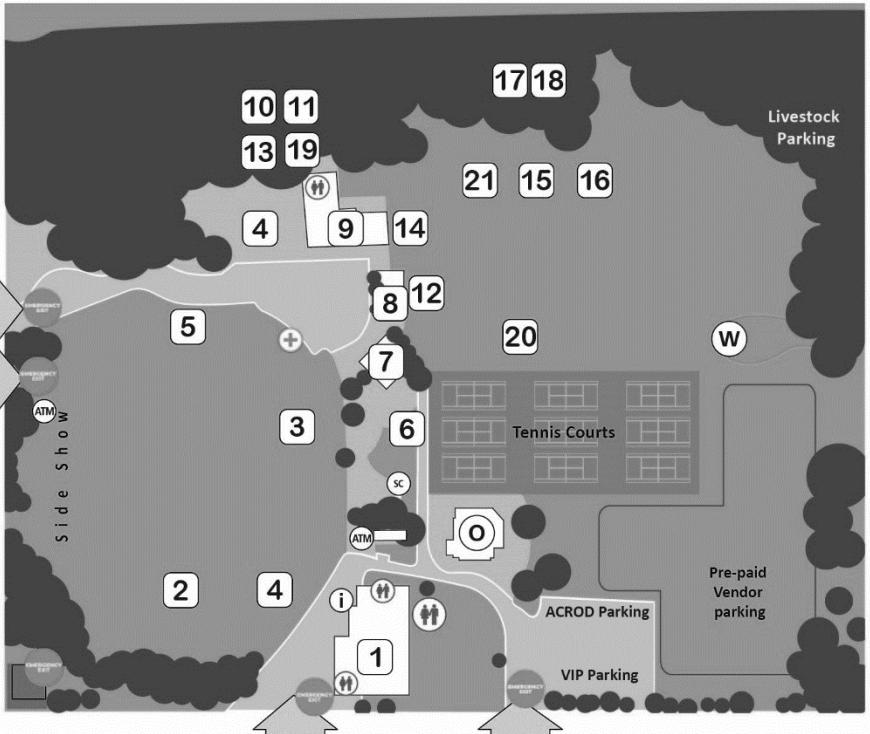 17 18
10 11
Livestock
Parking
13 19
21 15 16
4 9 14
12
8
EMERGENCY
EXIT
5
20 W
7
EMERGENCY
EXIT
ATM
3 6 Tennis Courts
Side Show
SC
O
ATM
Pre-paid
Vendor
parking
2 4 i
ACROD Parking
1
EMERGENCY
EXIT
VIP Parking
EMERGENCY
EXIT
EMERGENCY
EXIT